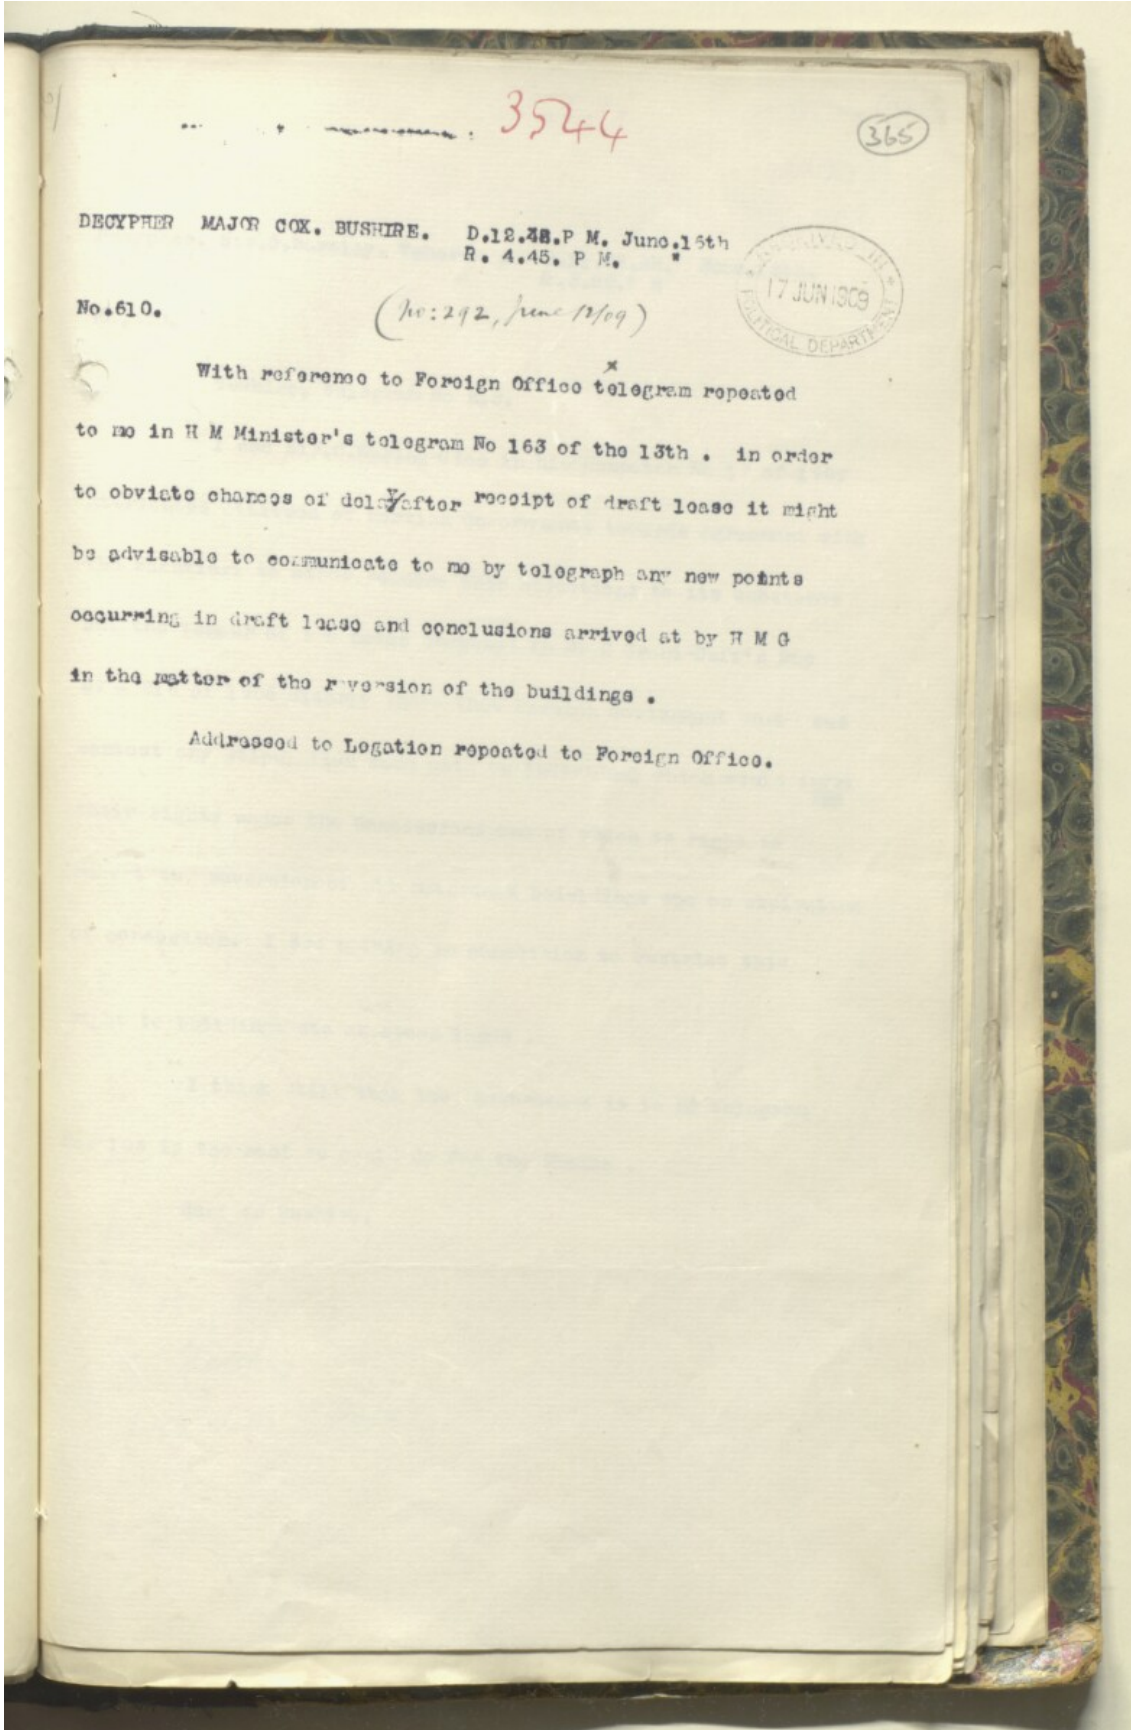 3544
365
DECYPHER MAJOR COX. BUSHIRE. D.12.48.P M. June.16th
R. 4.45. P M. "
17 JUN 1909
POLITICAL DEPARTMENT
No.610.
(No: 292, June 12/09)
With reference to Foreign Office telegram repeated
to me in H M Minister's telegram No 163 of the 13th . in order
to obviate chances of delay/after receipt of draft lease it might
be advisable to communicate to me by telegraph any new points
occurring in draft lease and conclusions arrived at by H M G
in the matter of the reversion of the buildings .
Addressed to Legation repeated to Foreign Office.